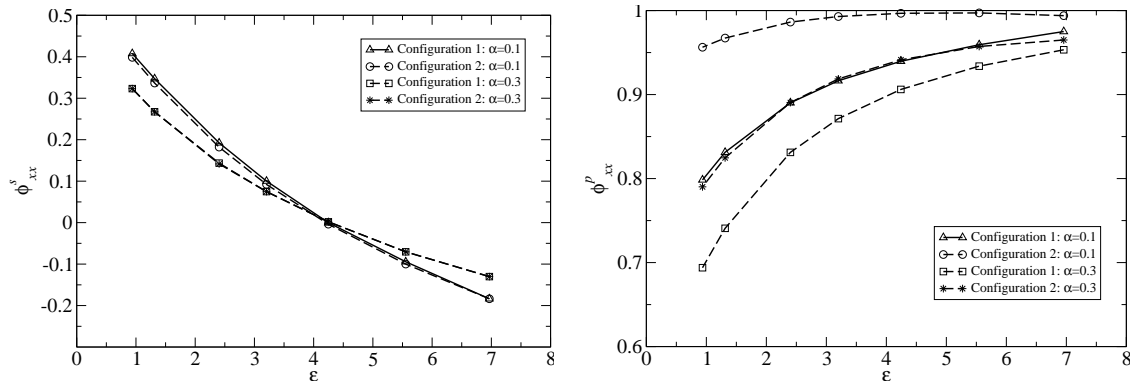 0.5
0.4
0.3
0.2
0.1
0
-0.1
-0.2
ϕ^s_xx
Configuration 1: α=0.1
Configuration 2: α=0.1
Configuration 1: α=0.3
Configuration 2: α=0.3
0 1 2 3 4 5 6 7 8
ε
1
0.9
0.8
0.7
0.6
ϕ^p_xx
Configuration 1: α=0.1
Configuration 2: α=0.1
Configuration 1: α=0.3
Configuration 2: α=0.3
0 1 2 3 4 5 6 7 8
ε